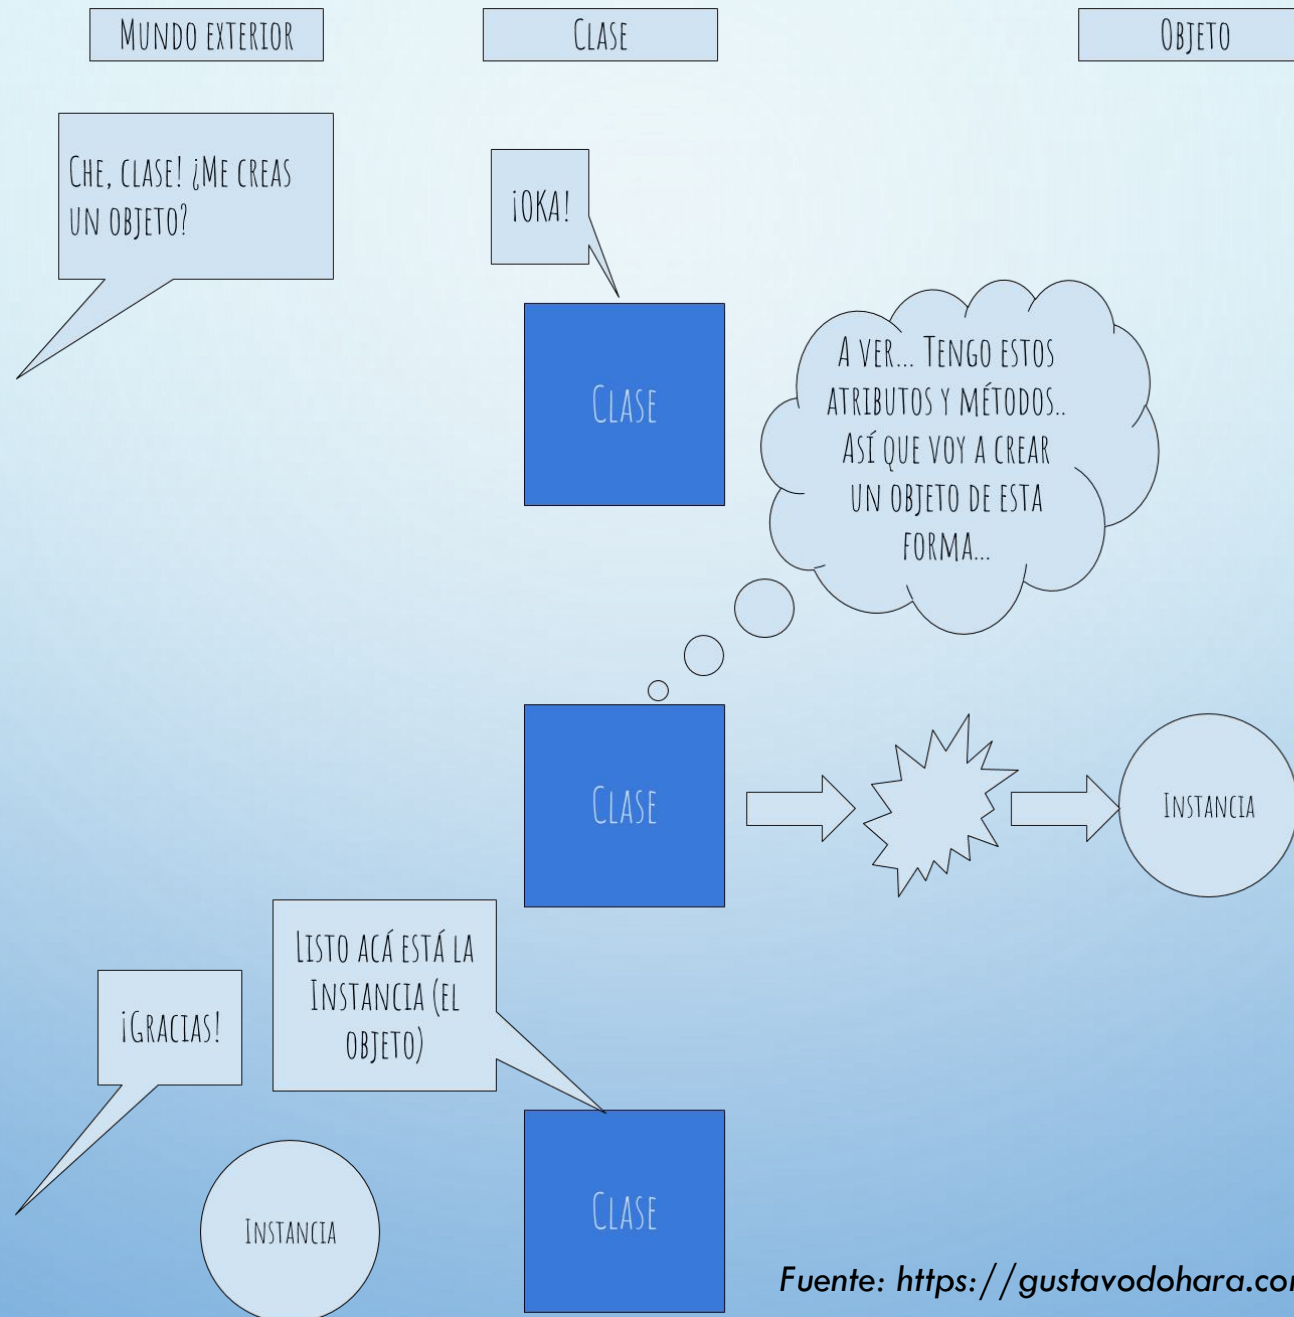 MUNDO EXTERIOR
CLASE
OBJETO
CHE, CLASE! ¿ME CREAS
UN OBJETO?
¡OKA!
CLASE
A VER... TENGO ESTOS
ATRIBUTOS Y MÉTODOS..
ASÍ QUE VOY A CREAR
UN OBJETO DE ESTA
FORMA...
CLASE
INSTANCIA
LISTO ACÁ ESTÁ LA
INSTANCIA (EL
OBJETO)
¡GRACIAS!
INSTANCIA
CLASE
Fuente: https://gustavodohara.com